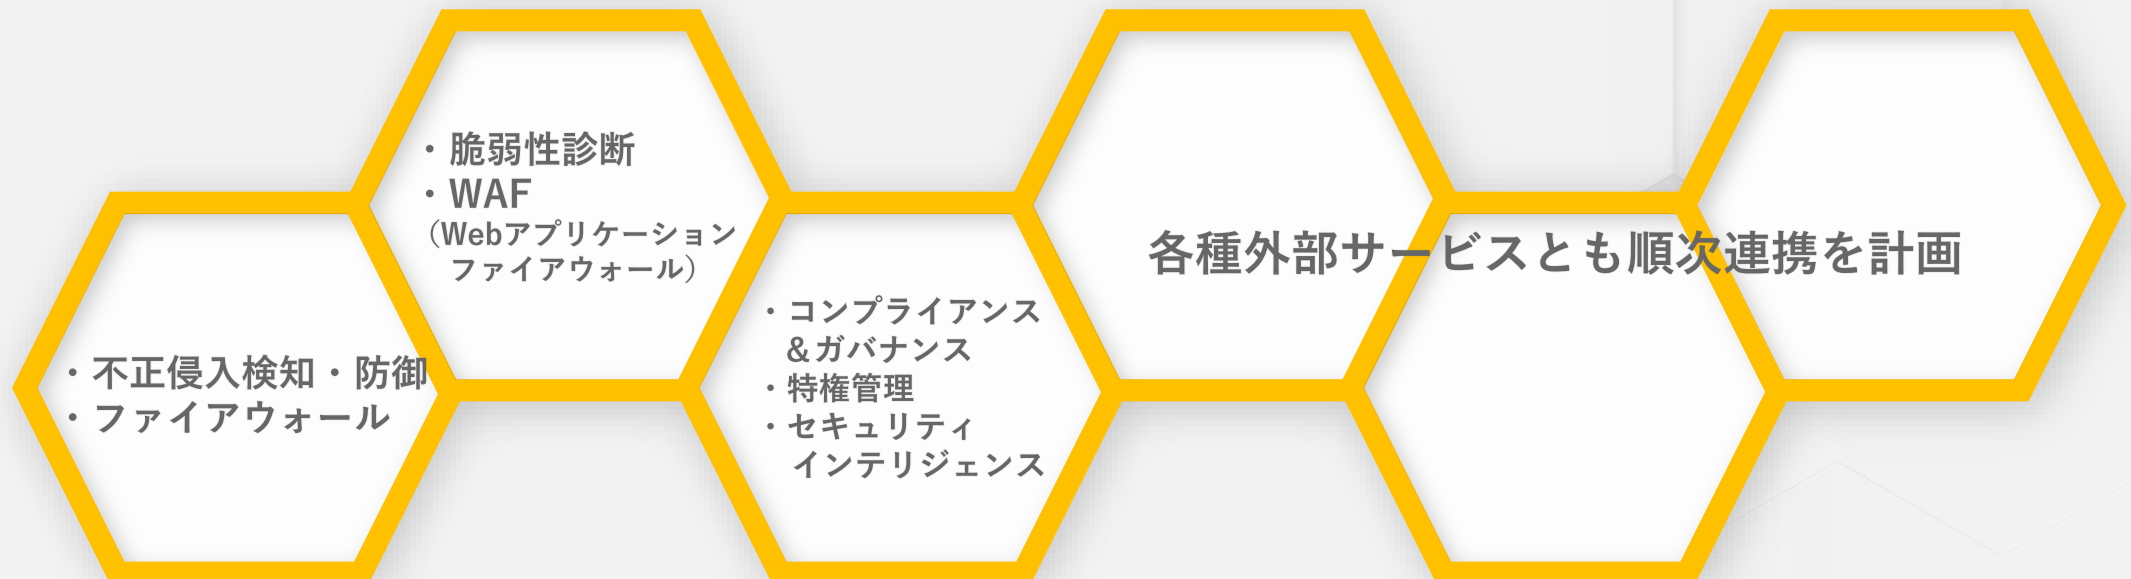 ・不正侵入検知・防御
・ファイアウォール
・脆弱性診断
・WAF
（Webアプリケーション
ファイアウォール）
・コンプライアンス
＆ガバナンス
・特権管理
・セキュリティ
インテリジェンス
各種外部サービスとも順次連携を計画